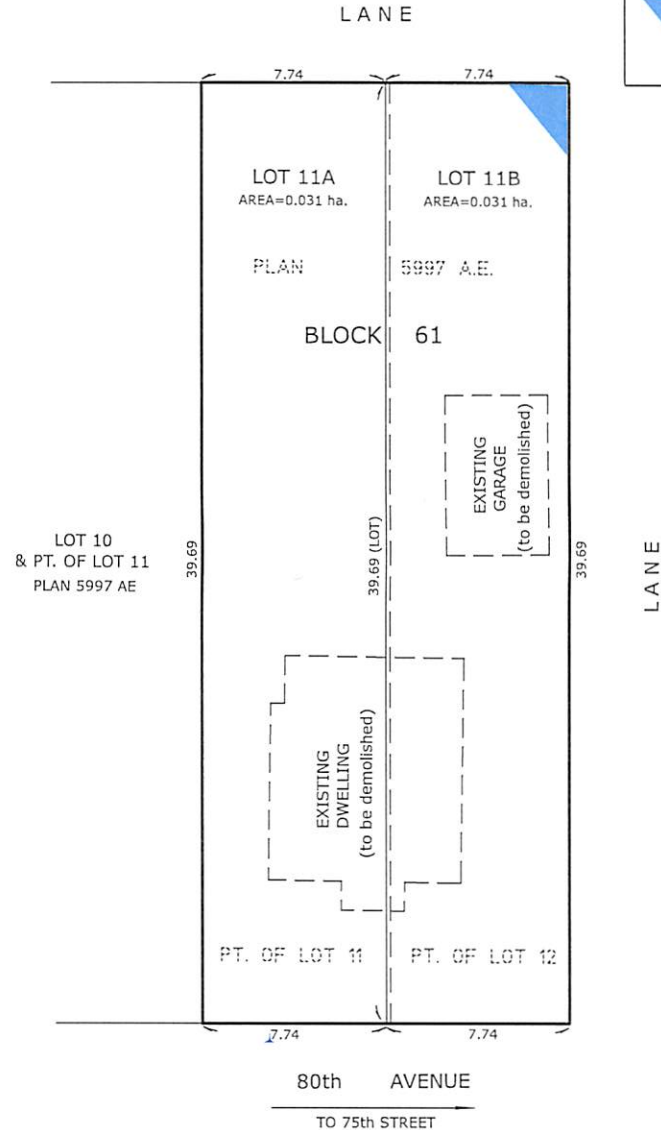 LANE
7.74
7.74
LOT 11A
AREA=0.031 ha.
LOT 11B
AREA=0.031 ha.
PLAN
5997 A.E.
BLOCK 61
EXISTING
GARAGE
(to be demolished)
LOT 10
& PT. OF LOT 11
PLAN 5997 AE
39.69
39.69 (LOT)
39.69
LANE
EXISTING
DWELLING
(to be demolished)
PT. OF LOT 11
PT. OF LOT 12
7.74
7.74
80th AVENUE
TO 75th STREET